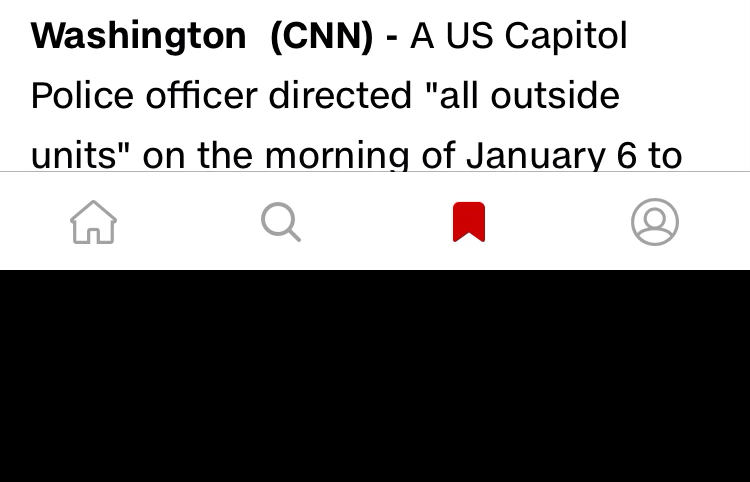 Washington (CNN) - A US Capitol
Police officer directed "all outside
units" on the morning of January 6 to